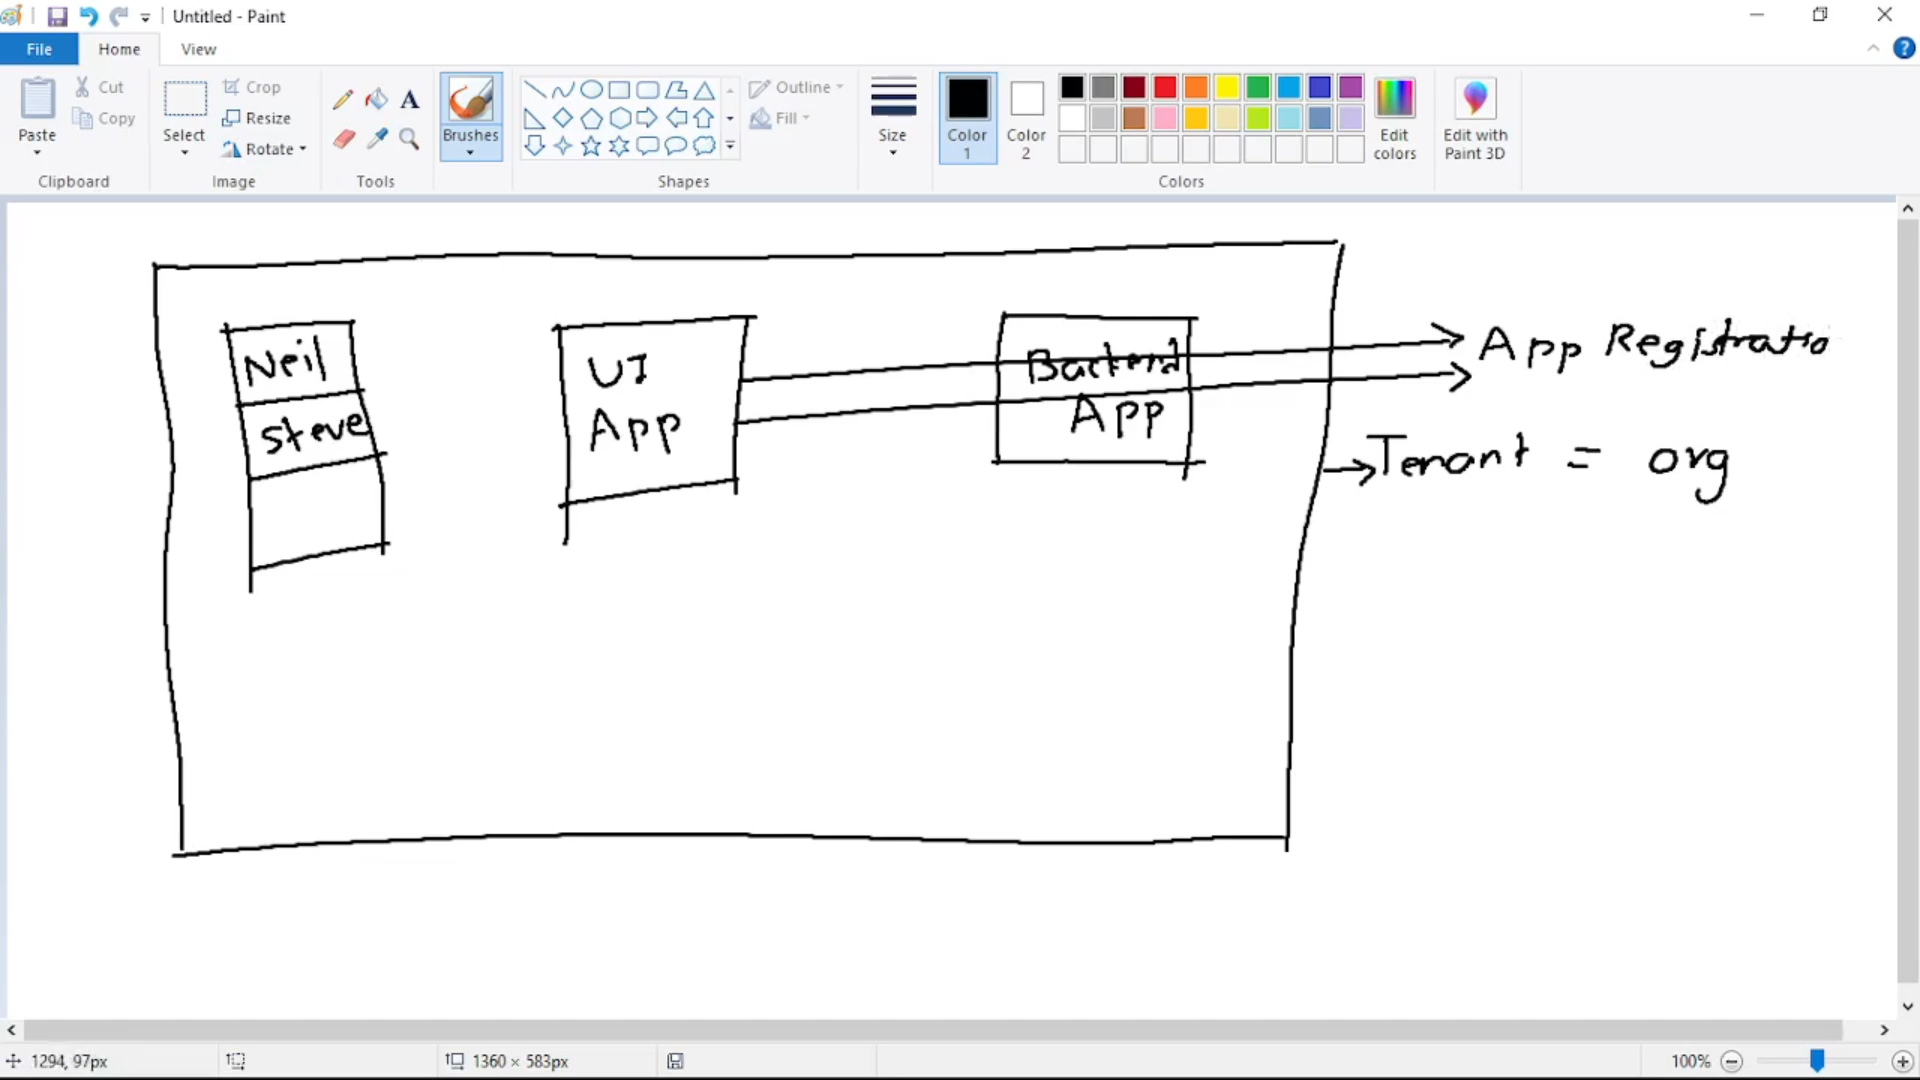 Untitled - Paint
File Home View
Paste
Cut
Copy
Clipboard
Select
Crop
Resize
Rotate
Image
Tools
Brushes
Shapes
Outline
Fill
Size
Color 1
Color 2
Edit colors
Edit with Paint 3D
Colors
Neil
Steve
UI
App
Backend
App
App Registratio
Tenant = org
1294, 97px
1360 × 583px
100%